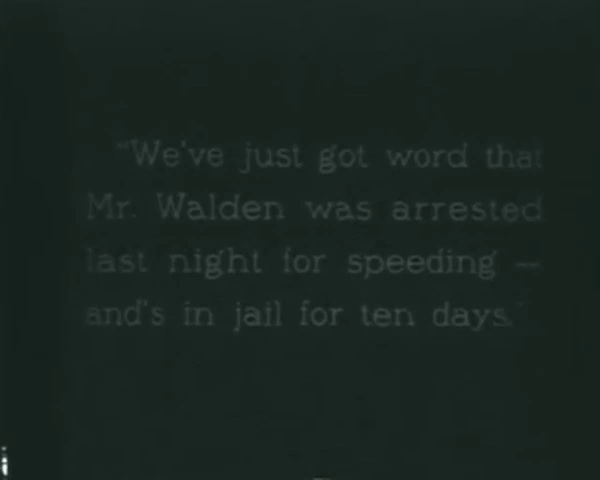 "We've just got word that
Mr. Walden was arrested
last night for speeding —
and's in jail for ten days."